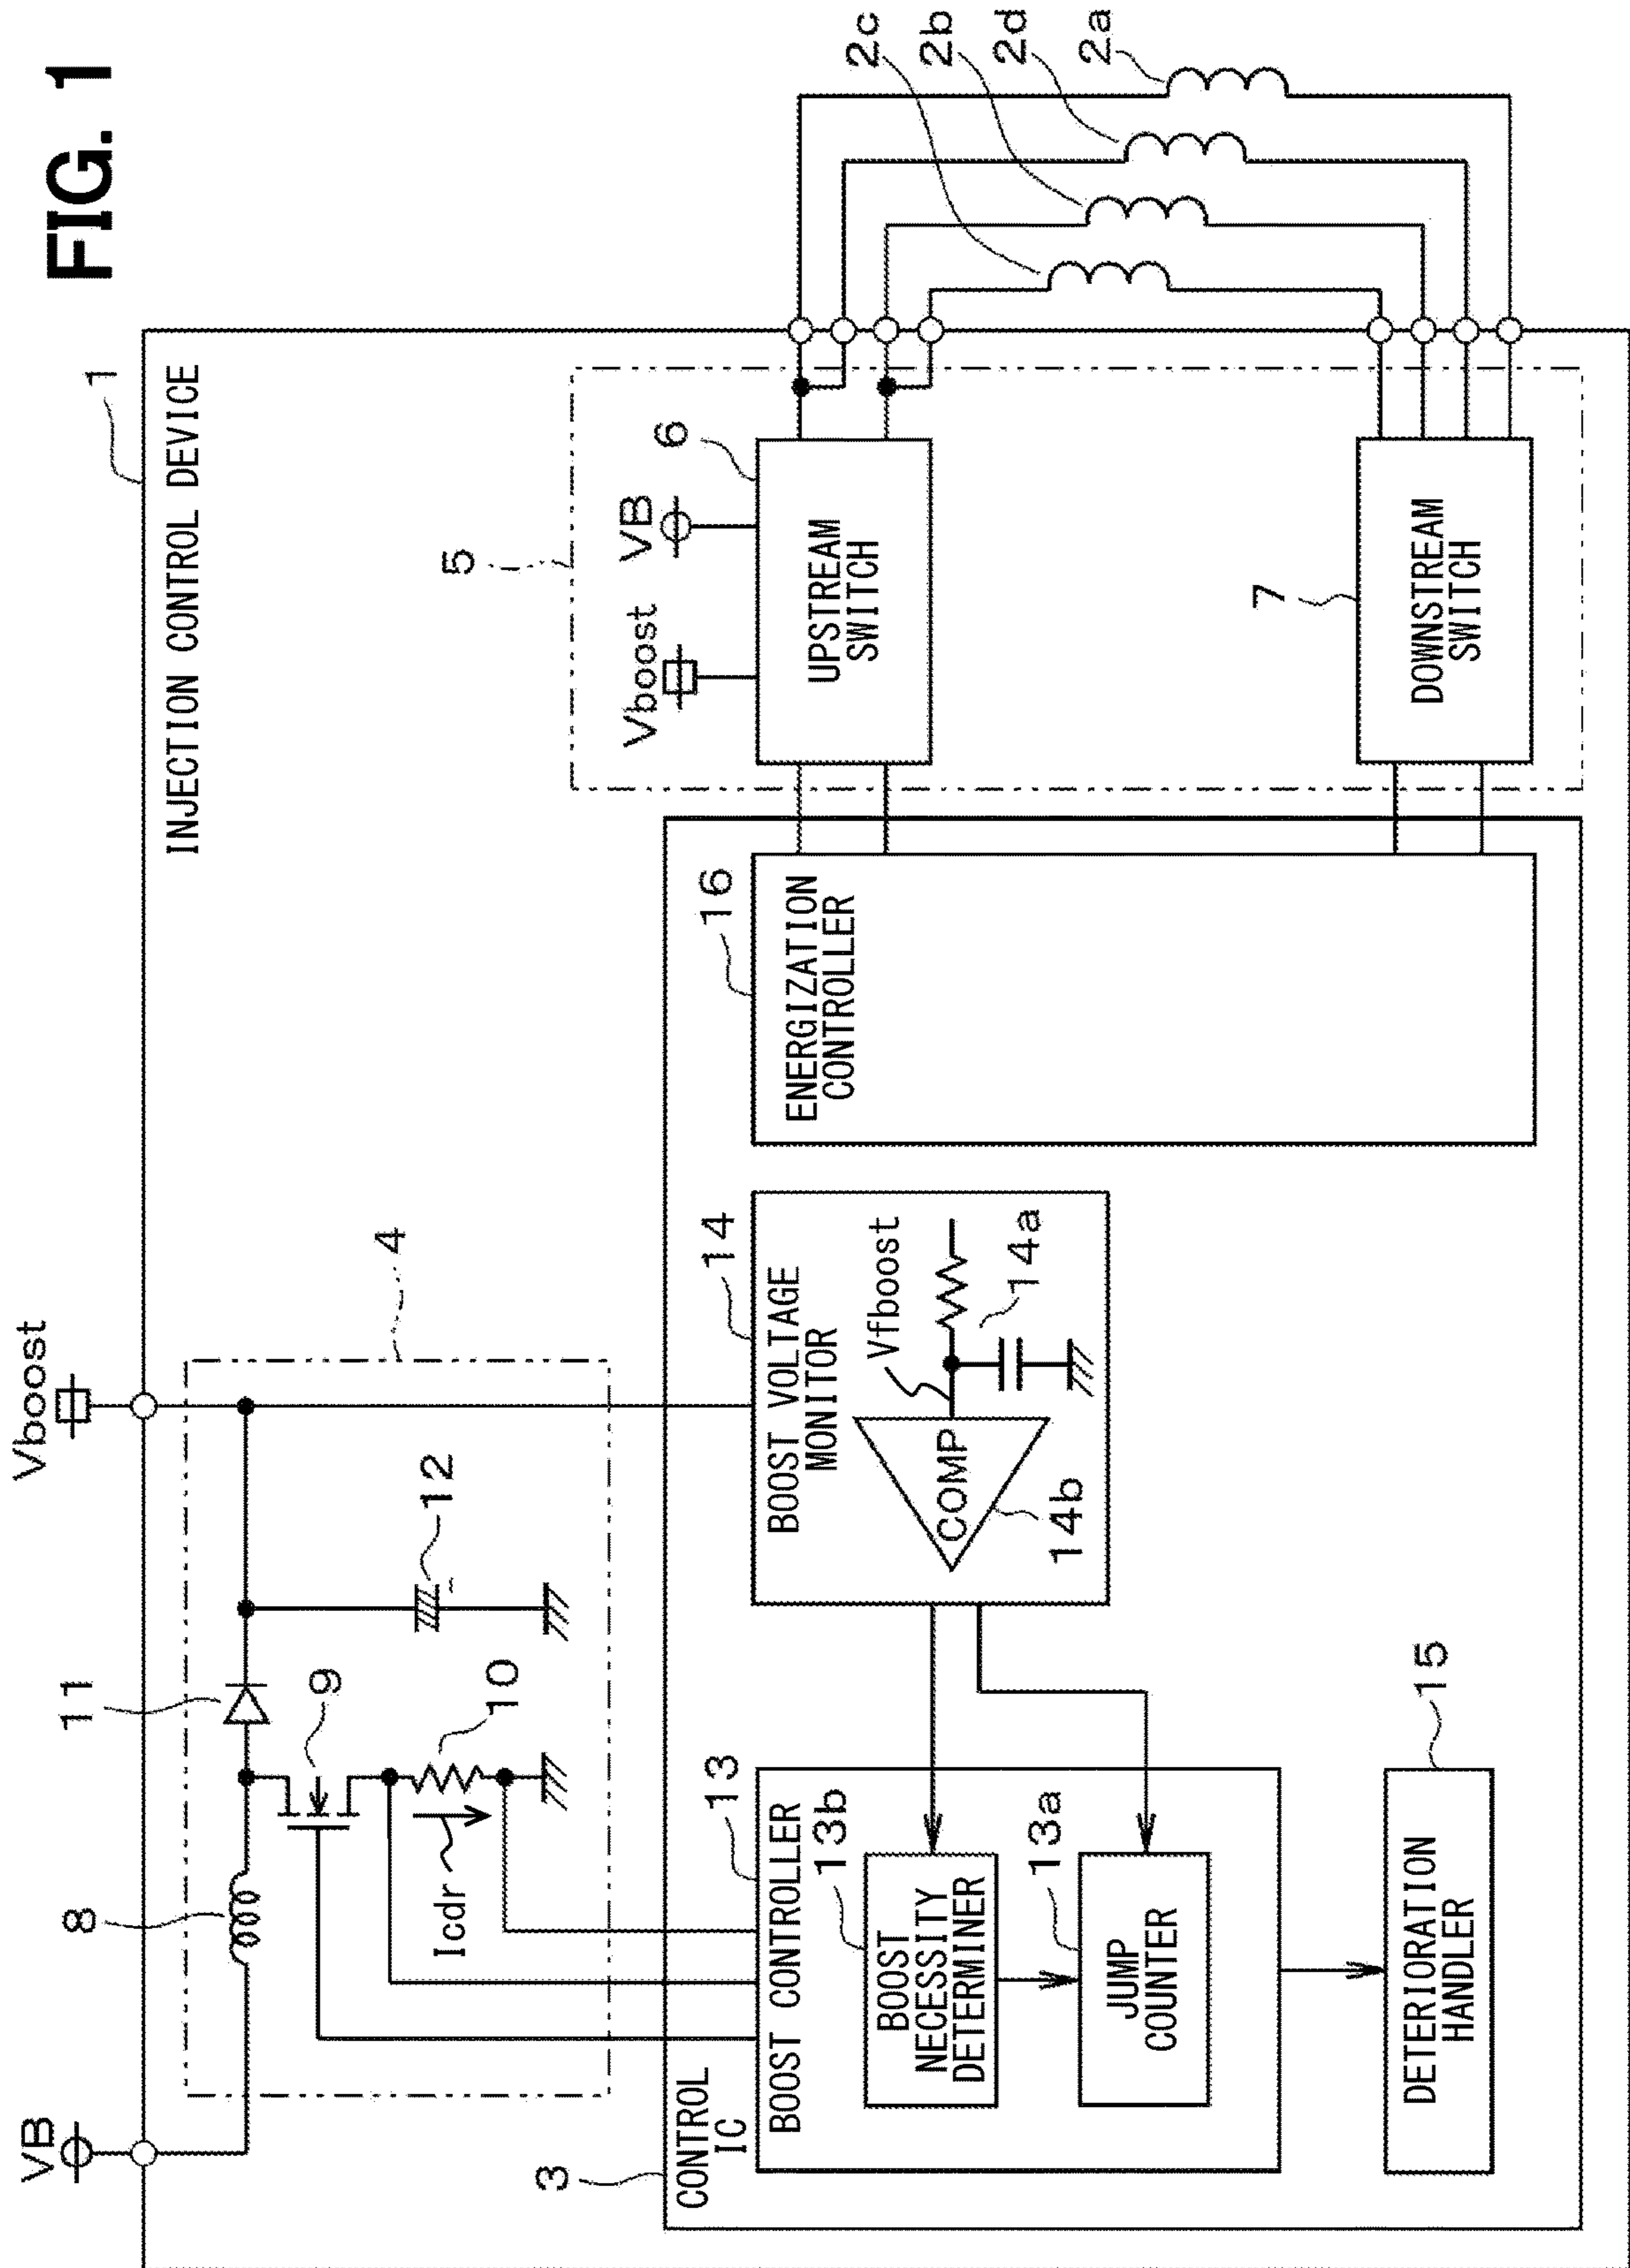 FIG. 1
VB
Vboost
1
INJECTION CONTROL DEVICE
8
11
9
10
12
4
Icdr
5
Vboost
VB
6
UPSTREAM
SWITCH
7
DOWNSTREAM
SWITCH
2c
2b
2d
2a
3
CONTROL
IC
13
BOOST CONTROLLER
13b
BOOST
NECESSITY
DETERMINER
13a
JUMP
COUNTER
14
BOOST VOLTAGE
MONITOR
Vfboost
14a
COMP
14b
15
DETERIORATION
HANDLER
16
ENERGIZATION
CONTROLLER